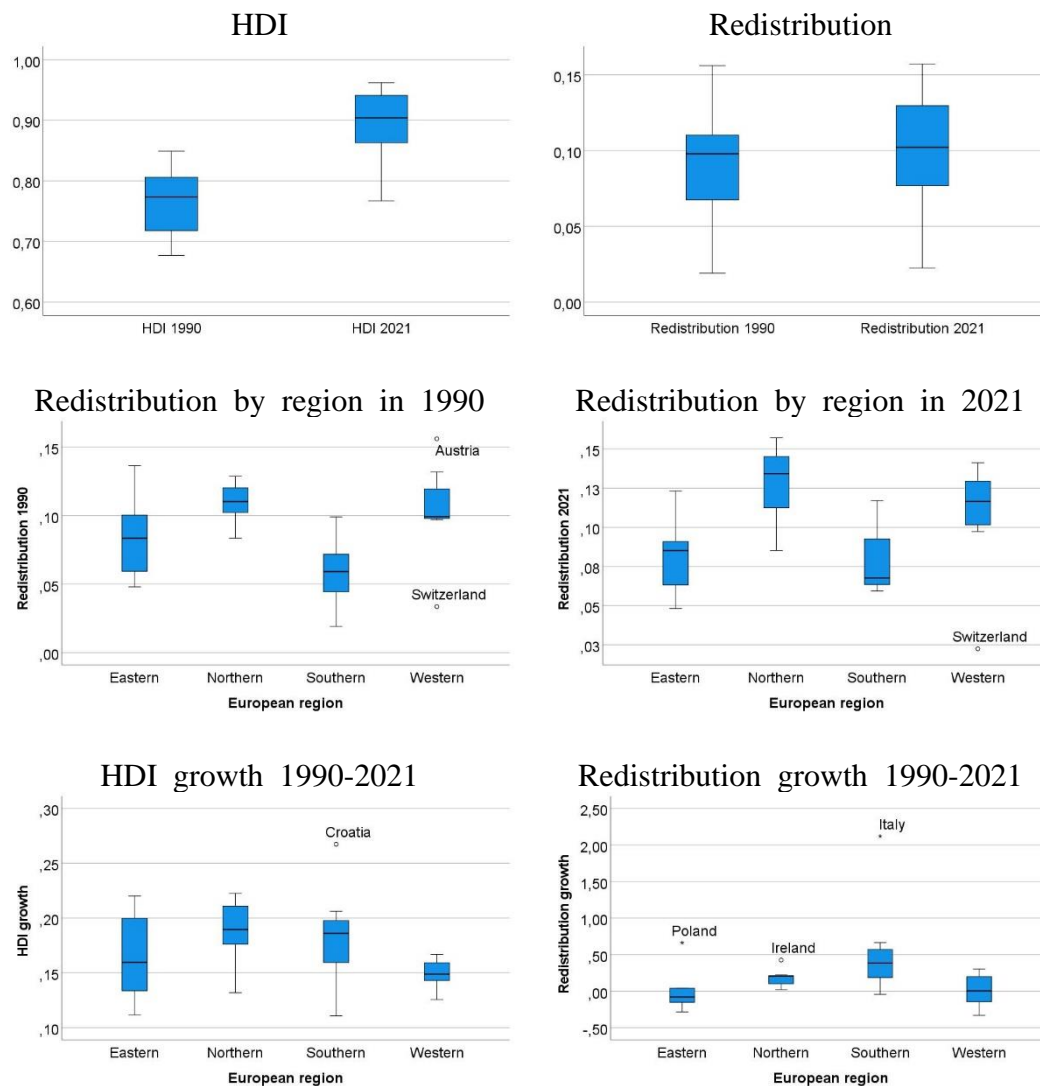 HDI
1,00
0,90
0,80
0,70
0,60
HDI 1990 HDI 2021
Redistribution
0,15
0,10
0,05
0,00
Redistribution 1990 Redistribution 2021
Redistribution by region in 1990
Redistribution 1990
,15
,10
,05
,00
Austria
Switzerland
Eastern Northern Southern Western
European region
Redistribution by region in 2021
Redistribution 2021
,15
,13
,10
,08
,05
,03
Switzerland
Eastern Northern Southern Western
European region
HDI growth 1990-2021
HDI growth
,30
,25
,20
,15
,10
Croatia
Eastern Northern Southern Western
European region
Redistribution growth 1990-2021
Redistribution growth
2,50
2,00
1,50
1,00
,50
,00
-,50
Italy
Poland
Ireland
Eastern Northern Southern Western
European region